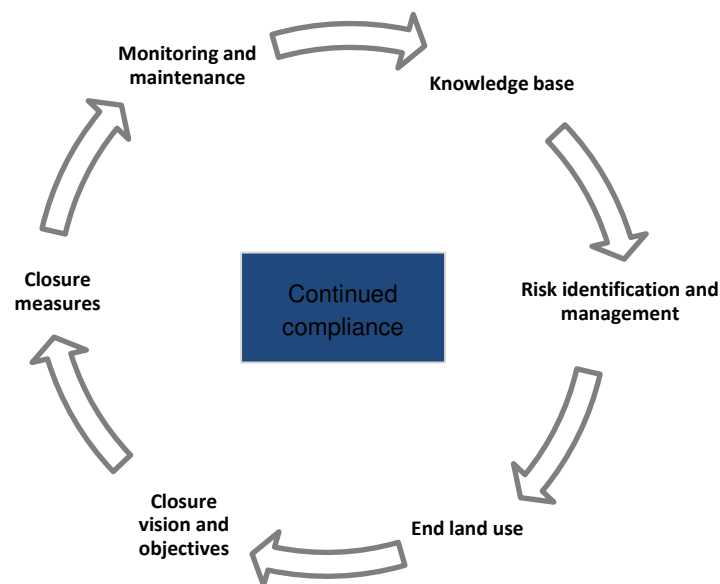 Monitoring and
maintenance
Knowledge base
Risk identification and
management
End land use
Closure
vision and
objectives
Closure
measures
Continued
compliance